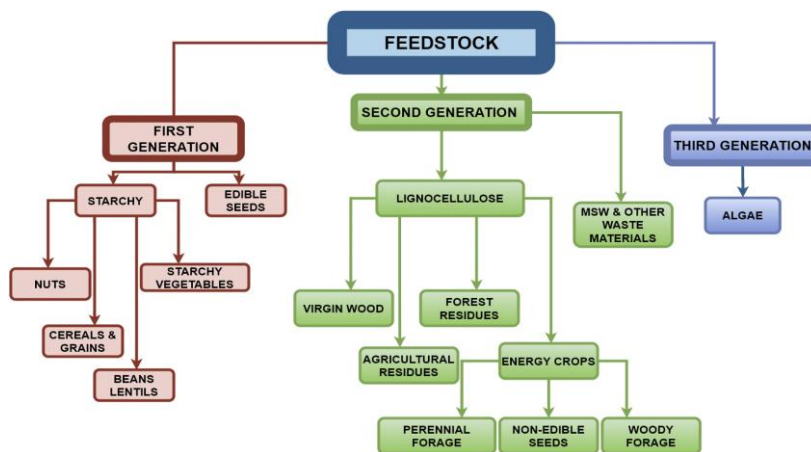 FEEDSTOCK
FIRST
GENERATION
SECOND GENERATION
THIRD GENERATION
STARCHY
EDIBLE
SEEDS
LIGNOCELLULOSE
MSW & OTHER
WASTE
MATERIALS
ALGAE
NUTS
STARCHY
VEGETABLES
CEREALS &
GRAINS
BEANS
LENTILS
VIRGIN WOOD
FOREST
RESIDUES
AGRICULTURAL
RESIDUES
ENERGY CROPS
PERENNIAL
FORAGE
NON-EDIBLE
SEEDS
WOODY
FORAGE